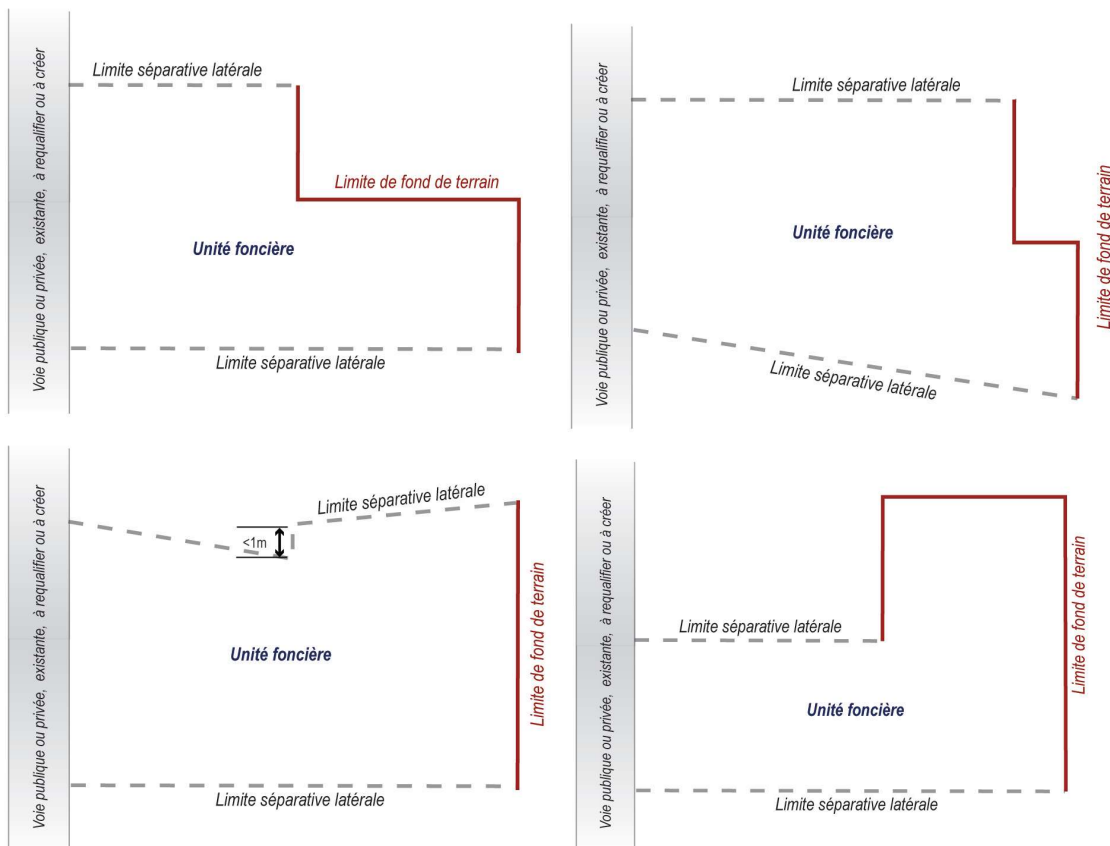 Voie publique ou privée, existante, à requalifier ou à créer
Limite séparative latérale
Limite de fond de terrain
Unité foncière
Limite séparative latérale
Voie publique ou privée, existante, à requalifier ou à créer
Limite séparative latérale
Unité foncière
Limite de fond de terrain
Limite séparative latérale
Voie publique ou privée, existante, à requalifier ou à créer
Limite séparative latérale
<1m
Unité foncière
Limite de fond de terrain
Limite séparative latérale
Voie publique ou privée, existante, à requalifier ou à créer
Limite séparative latérale
Limite de fond de terrain
Unité foncière
Limite séparative latérale